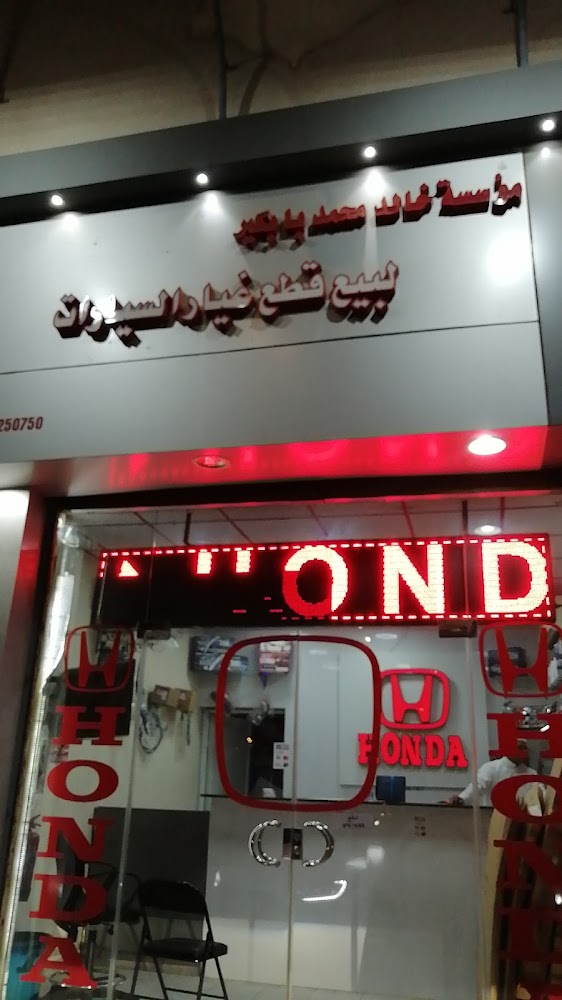 مؤسسة خالد محمد بابكير
لبيع قطع غيار السيارات
250750
HOND
HONDA
HONDA
HONDA